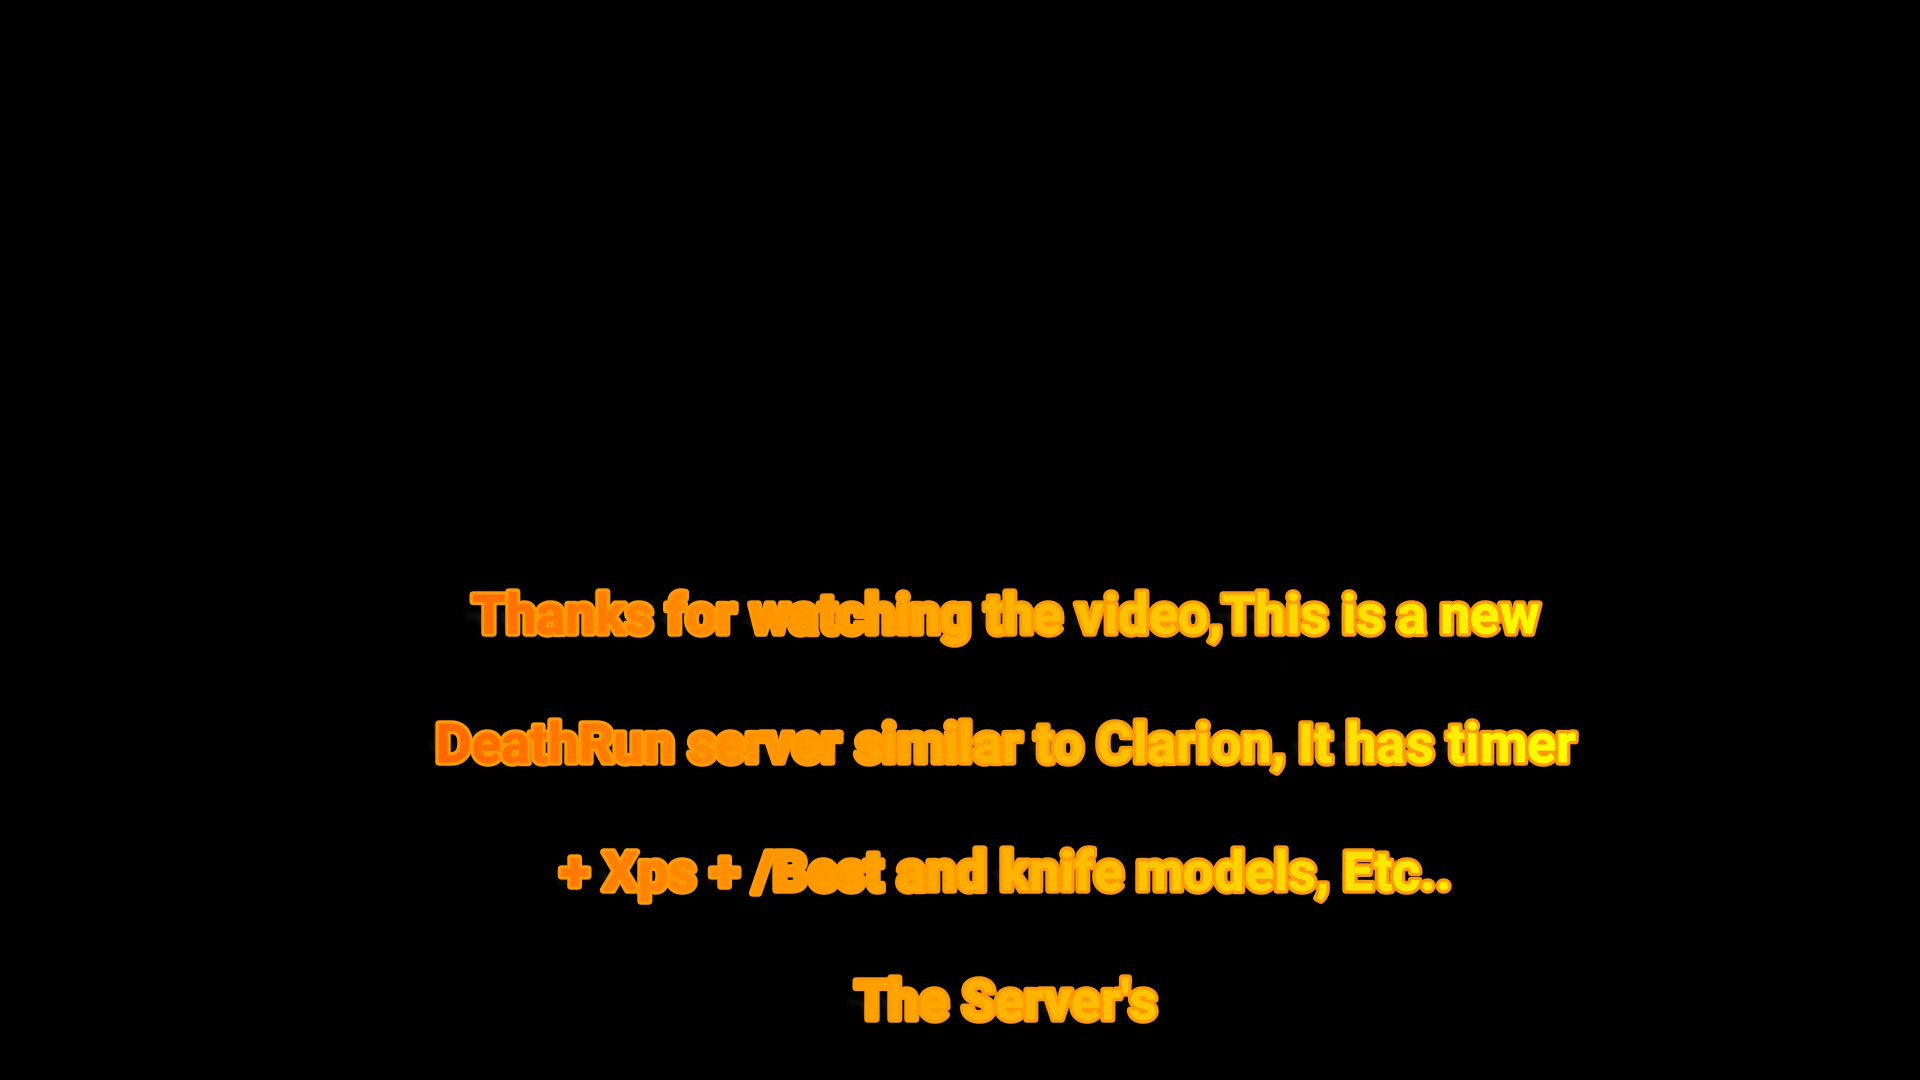 Thanks for watching the video,This is a new
DeathRun server similar to Clarion, It has timer
+ Xps + /Best and knife models, Etc..
The Server's